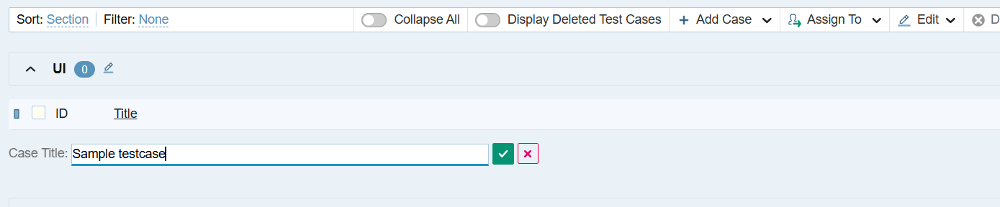 Sort: Section Filter: None Collapse All Display Deleted Test Cases + Add Case Assign To Edit D
UI 0
ID Title
Case Title: Sample testcase